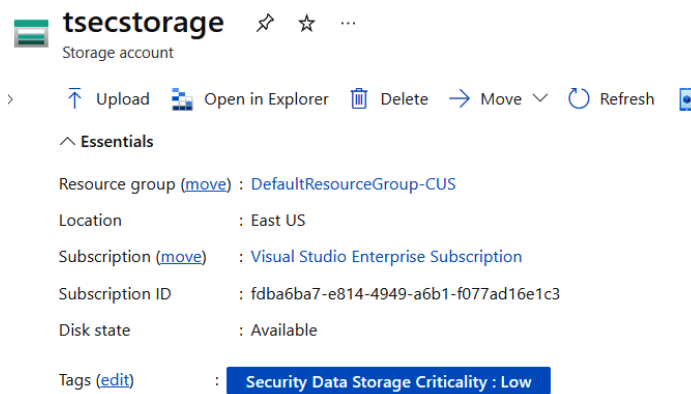 tsecstorage
Storage account
Upload Open in Explorer Delete Move Refresh
Essentials
Resource group (move) : DefaultResourceGroup-CUS
Location : East US
Subscription (move) : Visual Studio Enterprise Subscription
Subscription ID : fdba6ba7-e814-4949-a6b1-f077ad16e1c3
Disk state : Available
Tags (edit) : Security Data Storage Criticality : Low